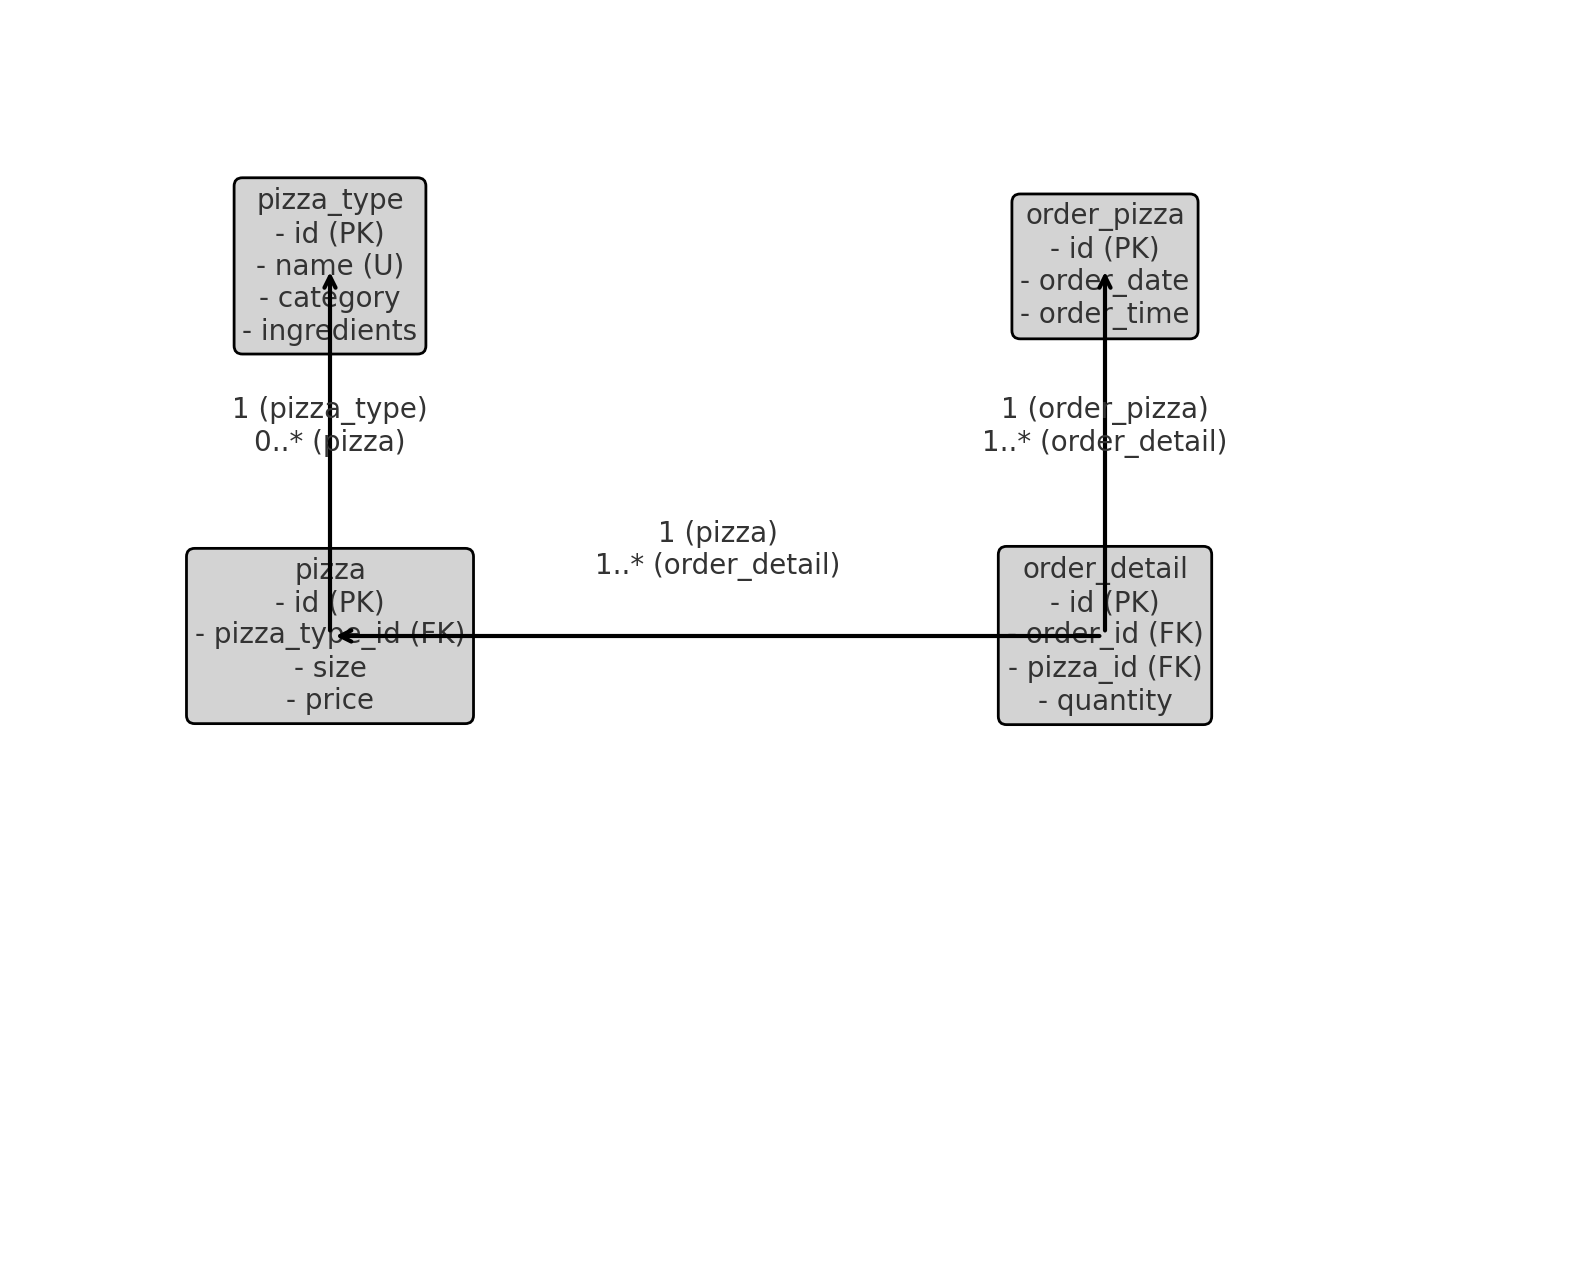 pizza_type
- id (PK)
- name (U)
- category
- ingredients
order_pizza
- id (PK)
- order_date
- order_time
1 (pizza_type)
0..* (pizza)
1 (order_pizza)
1..* (order_detail)
1 (pizza)
1..* (order_detail)
pizza
- id (PK)
- pizza_type_id (FK)
- size
- price
order_detail
- id (PK)
- order_id (FK)
- pizza_id (FK)
- quantity